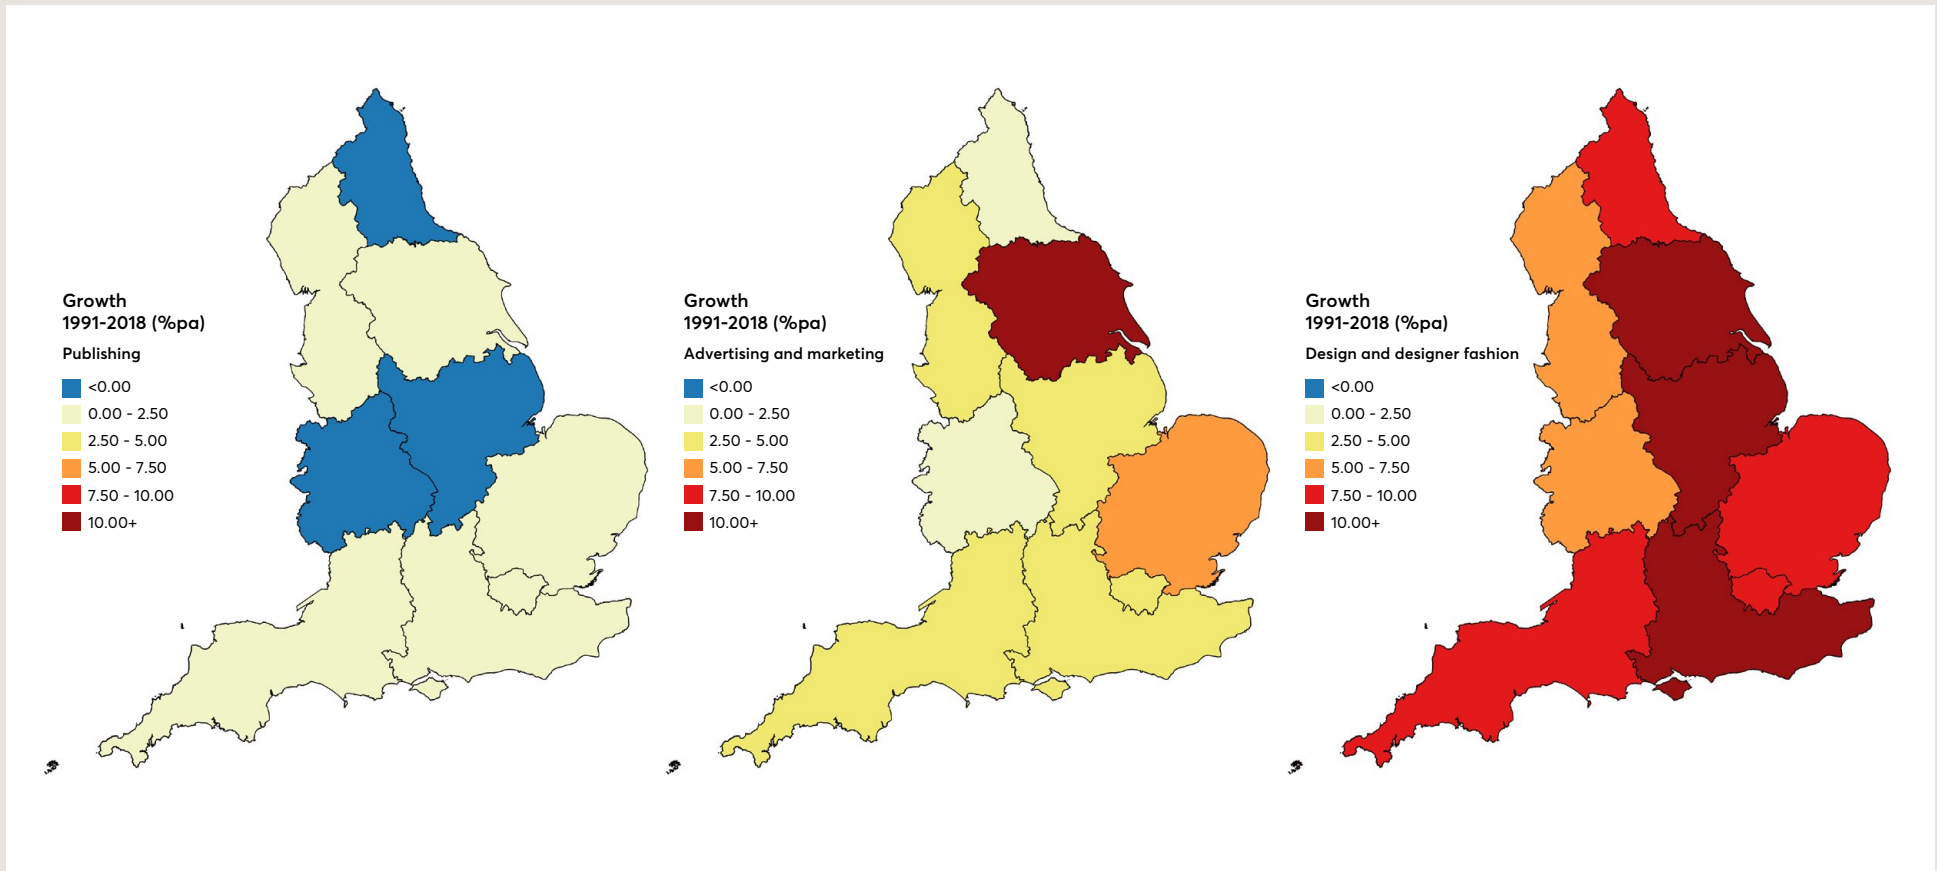 Growth
1991-2018 (%pa)
Publishing
<0.00
0.00 - 2.50
2.50 - 5.00
5.00 - 7.50
7.50 - 10.00
10.00+
Growth
1991-2018 (%pa)
Advertising and marketing
<0.00
0.00 - 2.50
2.50 - 5.00
5.00 - 7.50
7.50 - 10.00
10.00+
Growth
1991-2018 (%pa)
Design and designer fashion
<0.00
0.00 - 2.50
2.50 - 5.00
5.00 - 7.50
7.50 - 10.00
10.00+